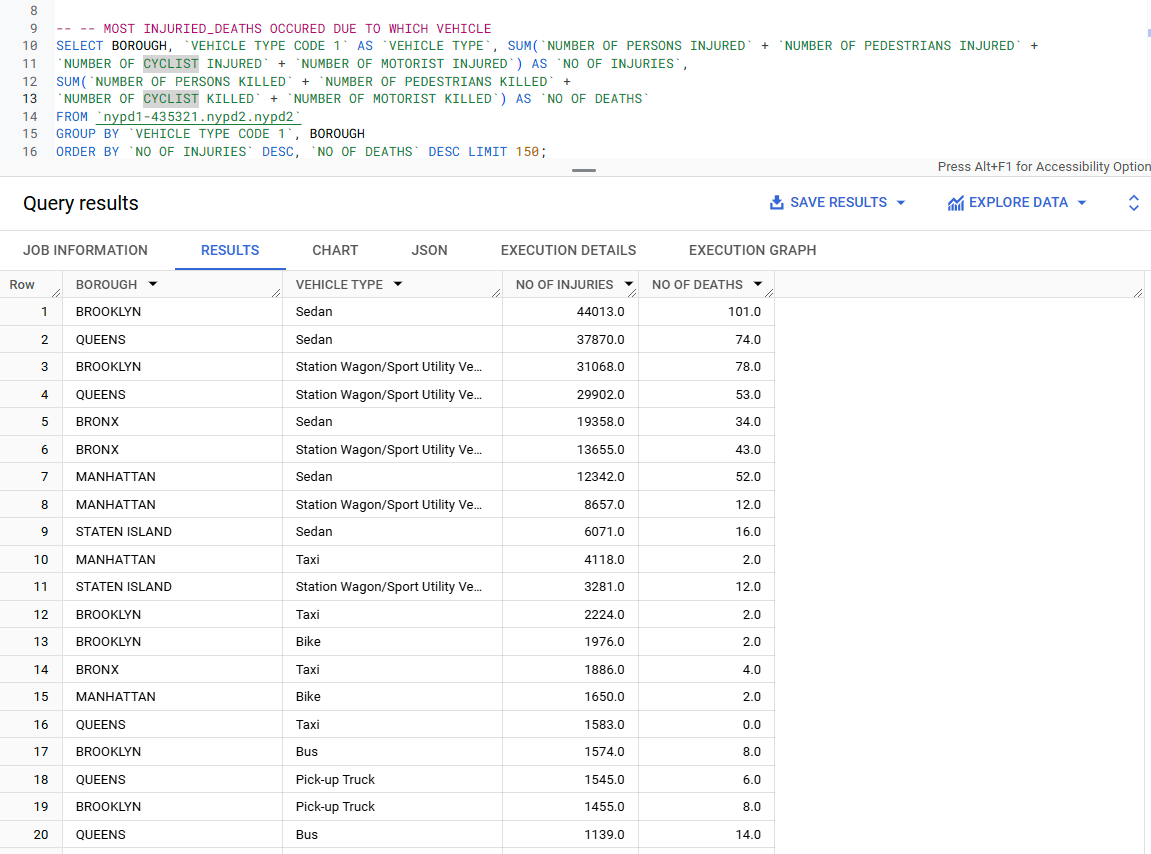 8
9 -- -- MOST INJURIED_DEATHS OCCURED DUE TO WHICH VEHICLE
10 SELECT BOROUGH, `VEHICLE TYPE CODE 1` AS `VEHICLE TYPE`, SUM(`NUMBER OF PERSONS INJURED` + `NUMBER OF PEDESTRIANS INJURED` +
11 `NUMBER OF CYCLIST INJURED` + `NUMBER OF MOTORIST INJURED`) AS `NO OF INJURIES`,
12 SUM(`NUMBER OF PERSONS KILLED` + `NUMBER OF PEDESTRIANS KILLED` +
13 `NUMBER OF CYCLIST KILLED` + `NUMBER OF MOTORIST KILLED`) AS `NO OF DEATHS`
14 FROM `nypd1-435321.nypd2.nypd2`
15 GROUP BY `VEHICLE TYPE CODE 1`, BOROUGH
16 ORDER BY `NO OF INJURIES` DESC, `NO OF DEATHS` DESC LIMIT 150;
Press Alt+F1 for Accessibility Option
Query results SAVE RESULTS EXPLORE DATA
JOB INFORMATION RESULTS CHART JSON EXECUTION DETAILS EXECUTION GRAPH
Row BOROUGH VEHICLE TYPE NO OF INJURIES NO OF DEATHS
1 BROOKLYN Sedan 44013.0 101.0
2 QUEENS Sedan 37870.0 74.0
3 BROOKLYN Station Wagon/Sport Utility Ve... 31068.0 78.0
4 QUEENS Station Wagon/Sport Utility Ve... 29902.0 53.0
5 BRONX Sedan 19358.0 34.0
6 BRONX Station Wagon/Sport Utility Ve... 13655.0 43.0
7 MANHATTAN Sedan 12342.0 52.0
8 MANHATTAN Station Wagon/Sport Utility Ve... 8657.0 12.0
9 STATEN ISLAND Sedan 6071.0 16.0
10 MANHATTAN Taxi 4118.0 2.0
11 STATEN ISLAND Station Wagon/Sport Utility Ve... 3281.0 12.0
12 BROOKLYN Taxi 2224.0 2.0
13 BROOKLYN Bike 1976.0 2.0
14 BRONX Taxi 1886.0 4.0
15 MANHATTAN Bike 1650.0 2.0
16 QUEENS Taxi 1583.0 0.0
17 BROOKLYN Bus 1574.0 8.0
18 QUEENS Pick-up Truck 1545.0 6.0
19 BROOKLYN Pick-up Truck 1455.0 8.0
20 QUEENS Bus 1139.0 14.0